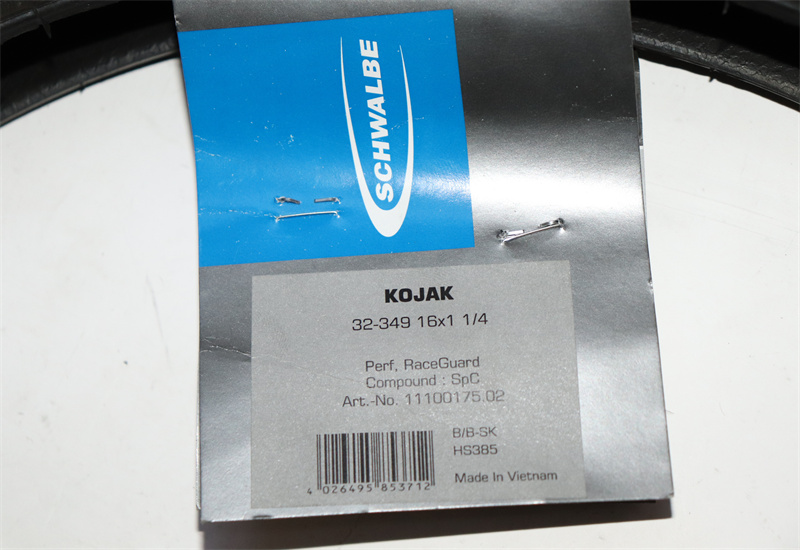 SCHWALBE
KOJAK
32-349 16x1 1/4
Perf, RaceGuard
Compound : SpC
Art.-No. 11100175.02
B/B-SK
HS385
4 026495 853712
Made In Vietnam